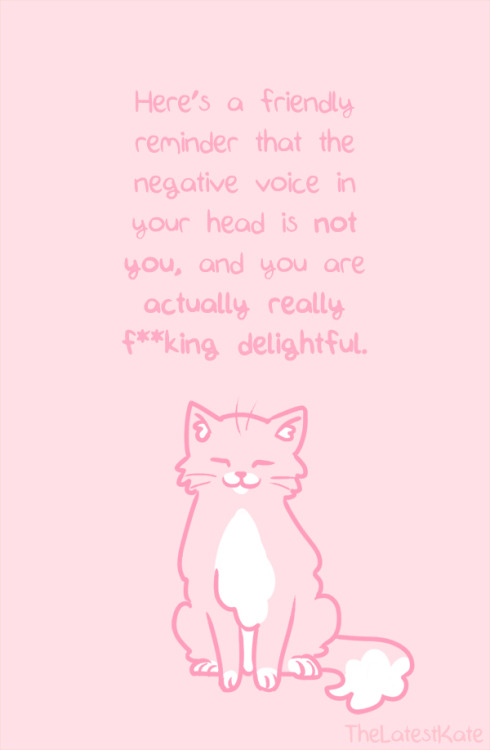 Here's a friendly
reminder that the
negative voice in
your head is not
you, and you are
actually really
f**king delightful.
TheLatestKate